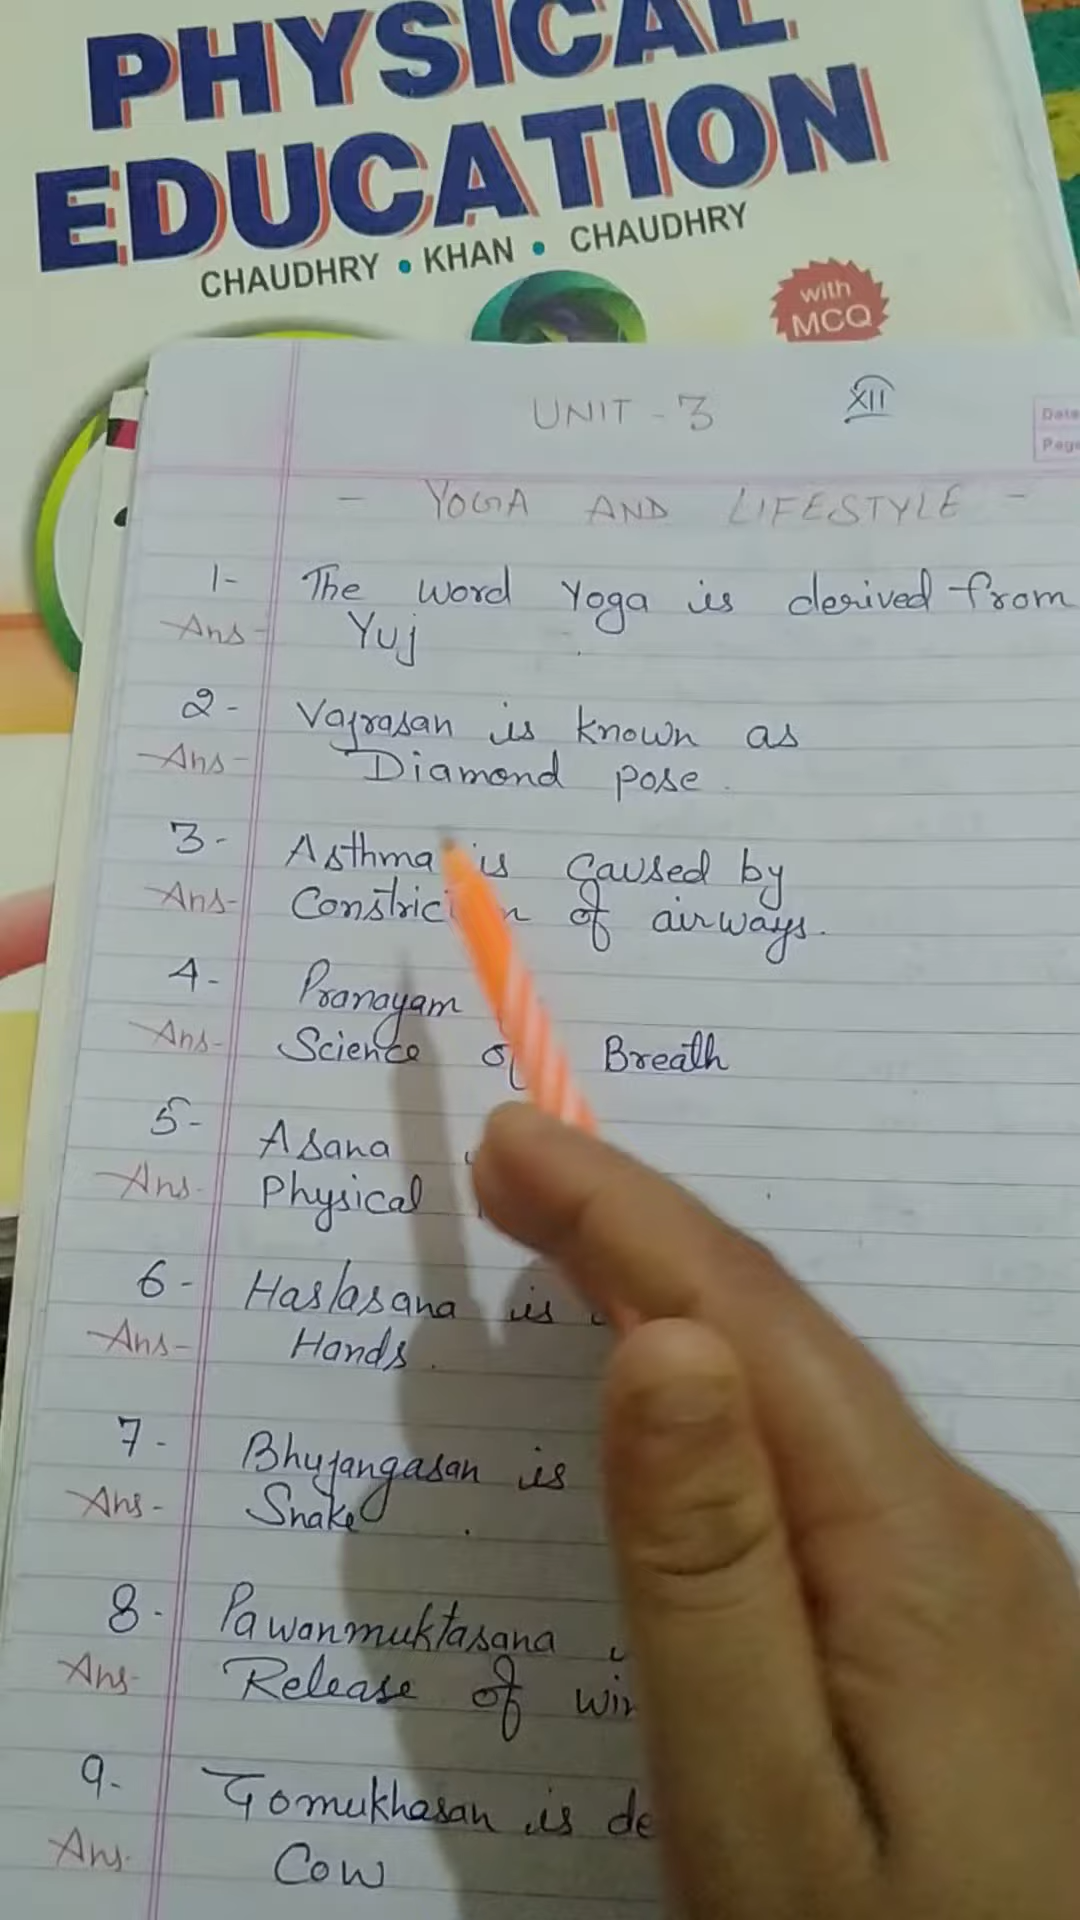 PHYSICAL
EDUCATION
CHAUDHRY • KHAN • CHAUDHRY
with
MCQ
UNIT - 3
XII
Date
Page
- YOGA AND LIFESTYLE -
1- The word Yoga is derived from
Ans- Yuj
2- Vajrasan is known as
Ans- Diamond pose.
3- Asthma is caused by
Ans- of airways.
4- Pranayam
Ans- Science of Breath
5- Asana
Ans- Physical
6- Hastasana is
Ans- Hands.
7- Bhujangasan is
Ans- Snake
8- Pawanmuktasana
Ans- Release of
9- Gomukhasan is
Ans- Cow